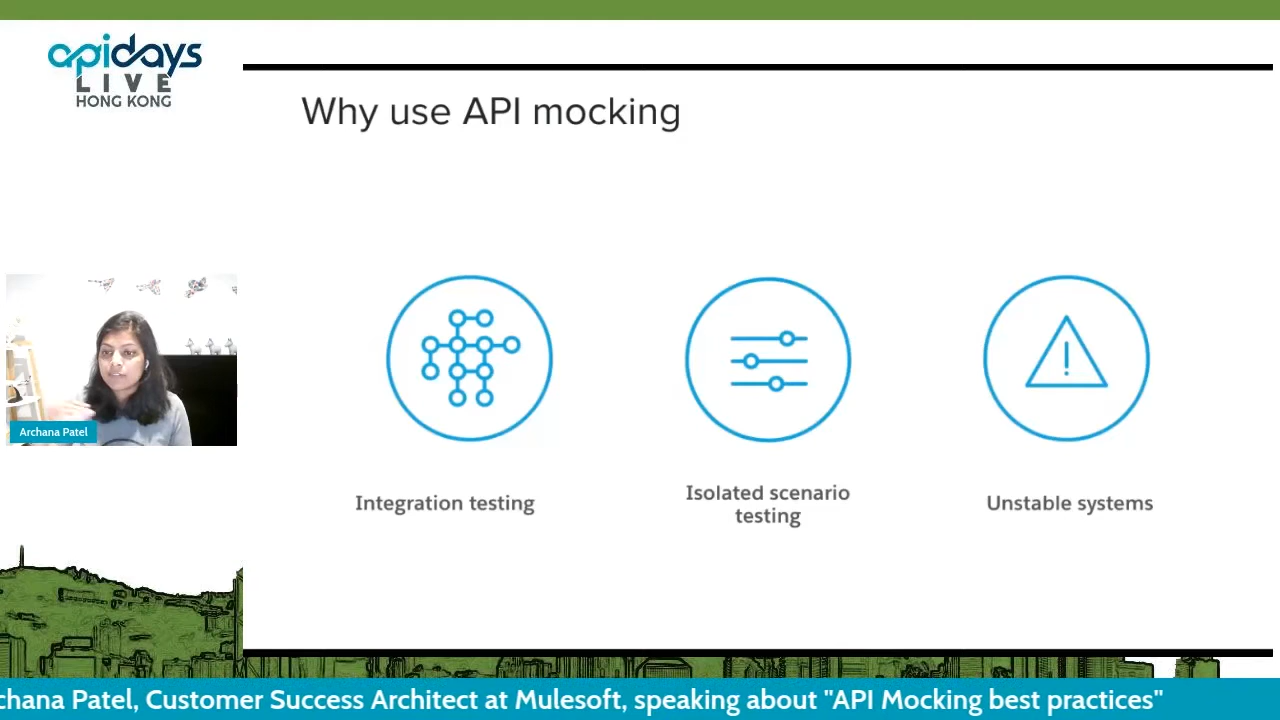 apidays
LIVE
HONG KONG
Why use API mocking
Integration testing
Isolated scenario
testing
Unstable systems
Archana Patel
chana Patel, Customer Success Architect at Mulesoft, speaking about "API Mocking best practices"